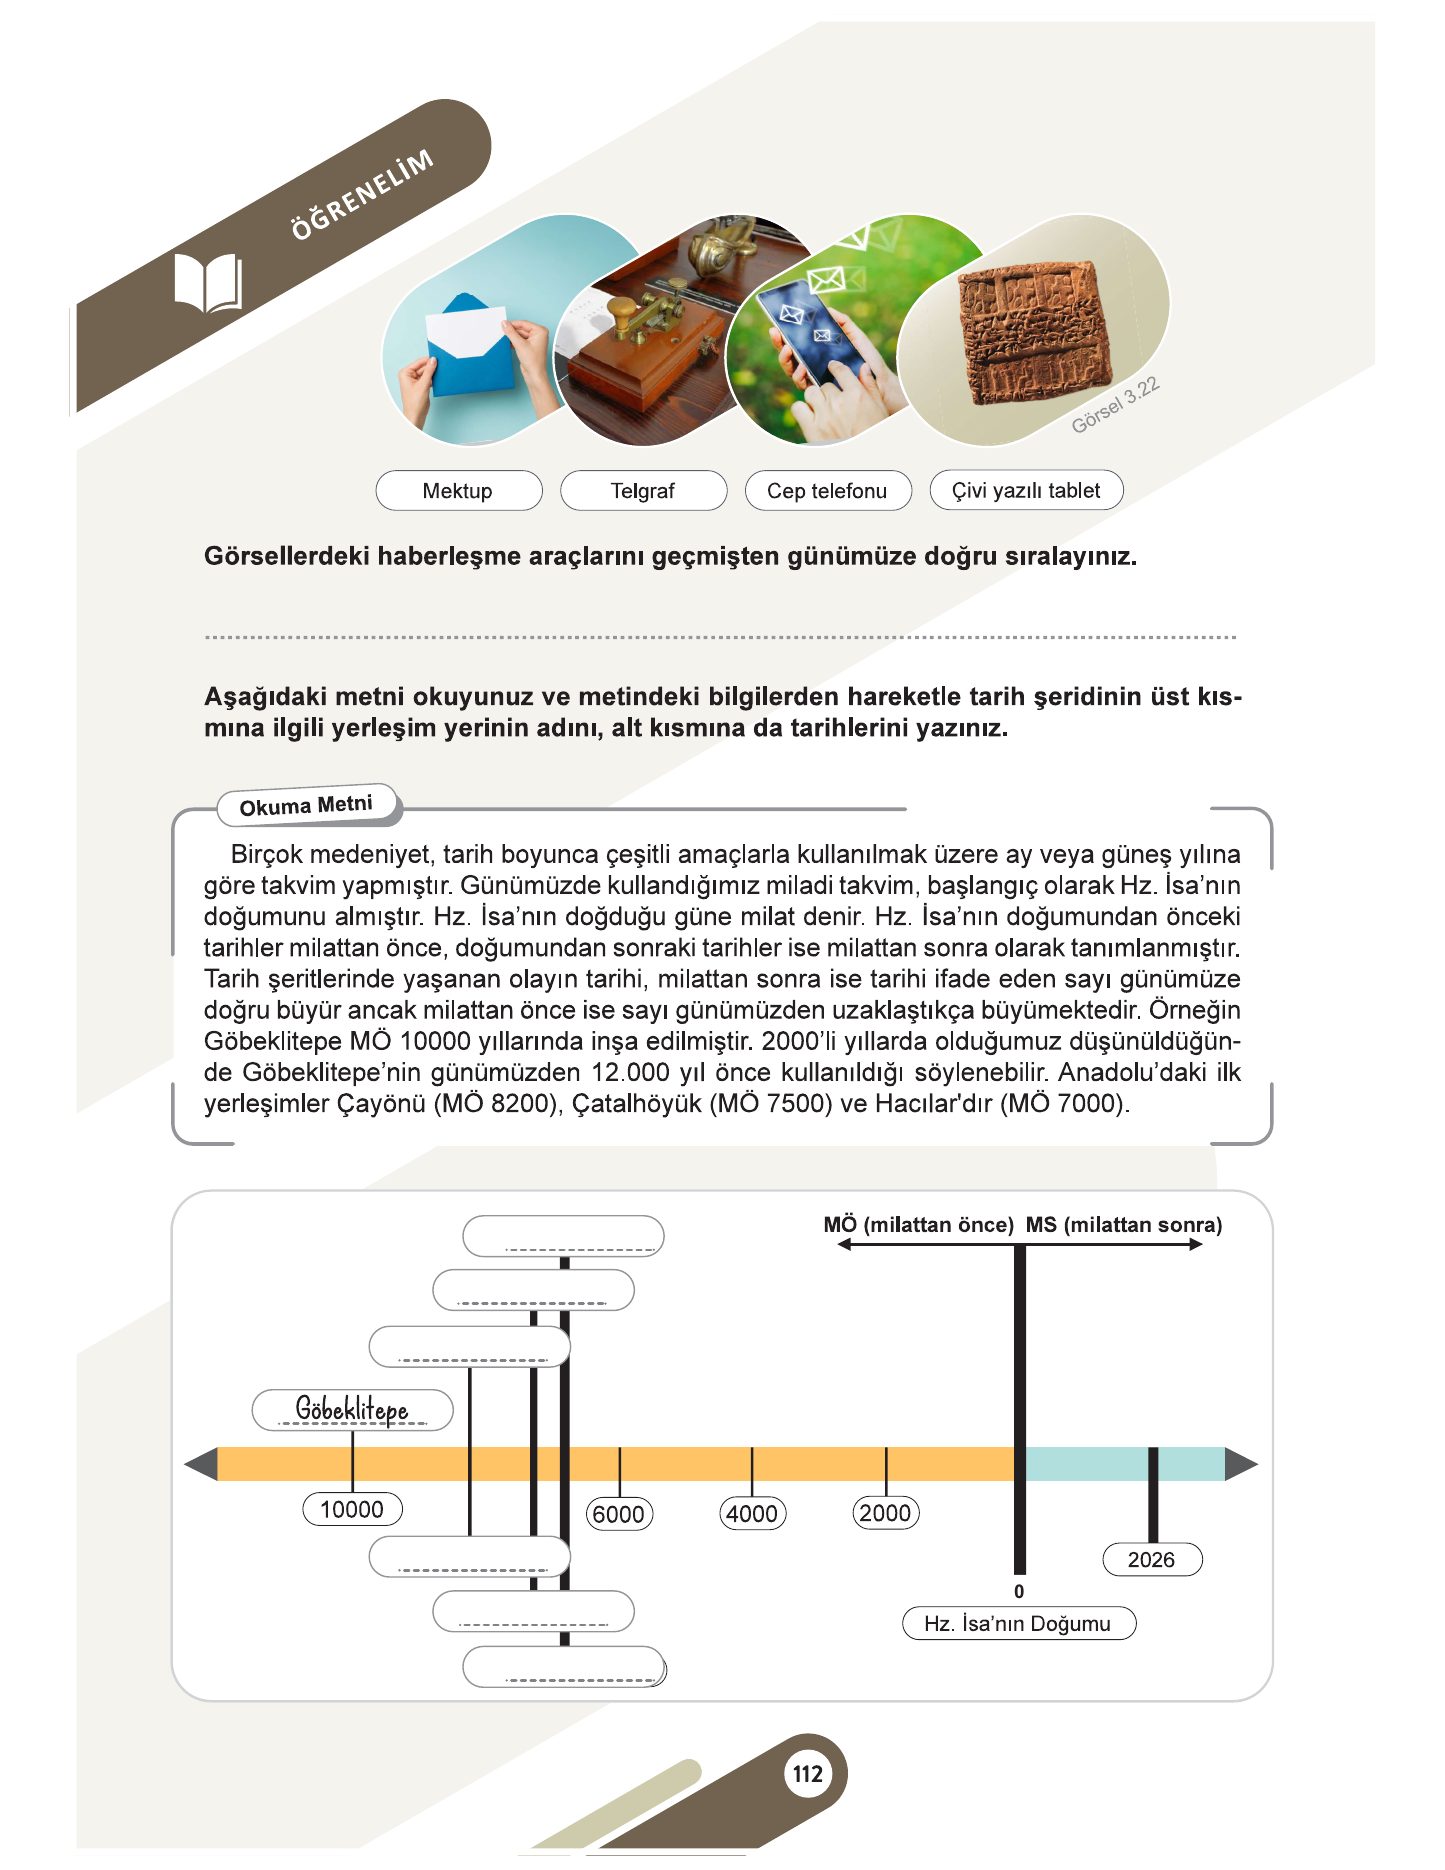 ÖĞRENELİM
Görsel 3.22
Mektup
Telgraf
Cep telefonu
Çivi yazılı tablet
Görsellerdeki haberleşme araçlarını geçmişten günümüze doğru sıralayınız.
Aşağıdaki metni okuyunuz ve metindeki bilgilerden hareketle tarih şeridinin üst kıs-
mına ilgili yerleşim yerinin adını, alt kısmına da tarihlerini yazınız.
Okuma Metni
Birçok medeniyet, tarih boyunca çeşitli amaçlarla kullanılmak üzere ay veya güneş yılına
göre takvim yapmıştır. Günümüzde kullandığımız miladi takvim, başlangıç olarak Hz. İsa’nın
doğumunu almıştır. Hz. İsa’nın doğduğu güne milat denir. Hz. İsa’nın doğumundan önceki
tarihler milattan önce, doğumundan sonraki tarihler ise milattan sonra olarak tanımlanmıştır.
Tarih şeritlerinde yaşanan olayın tarihi, milattan sonra ise tarihi ifade eden sayı günümüze
doğru büyür ancak milattan önce ise sayı günümüzden uzaklaştıkça büyümektedir. Örneğin
Göbeklitepe MÖ 10000 yıllarında inşa edilmiştir. 2000’li yıllarda olduğumuz düşünüldüğün-
de Göbeklitepe’nin günümüzden 12.000 yıl önce kullanıldığı söylenebilir. Anadolu’daki ilk
yerleşimler Çayönü (MÖ 8200), Çatalhöyük (MÖ 7500) ve Hacılar'dır (MÖ 7000).
MÖ (milattan önce) MS (milattan sonra)
Göbeklitepe
10000
6000
4000
2000
2026
0
Hz. İsa’nın Doğumu
112